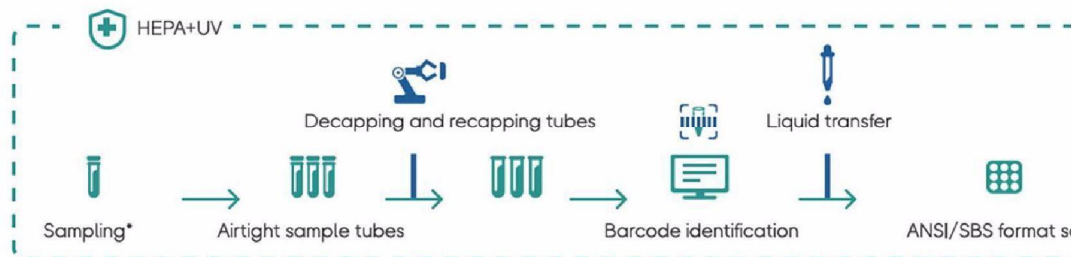 HEPA+UV
Decapping and recapping tubes
Liquid transfer
Sampling*
Airtight sample tubes
Barcode identification
ANSI/SBS format